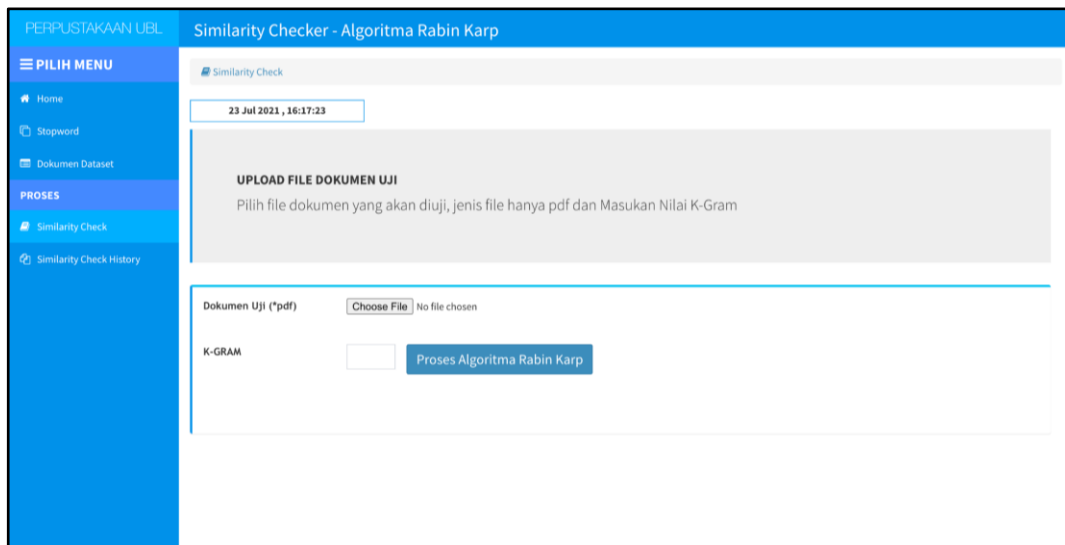 PERPUSTAKAAN UBL
Similarity Checker - Algoritma Rabin Karp
PILIH MENU
Home
Stopword
Dokumen Dataset
PROSES
Similarity Check
Similarity Check History
Similarity Check
23 Jul 2021 , 16:17:23
UPLOAD FILE DOKUMEN UJI
Pilih file dokumen yang akan diuji, jenis file hanya pdf dan Masukan Nilai K-Gram
Dokumen Uji (*pdf) Choose File No file chosen
K-GRAM Proses Algoritma Rabin Karp